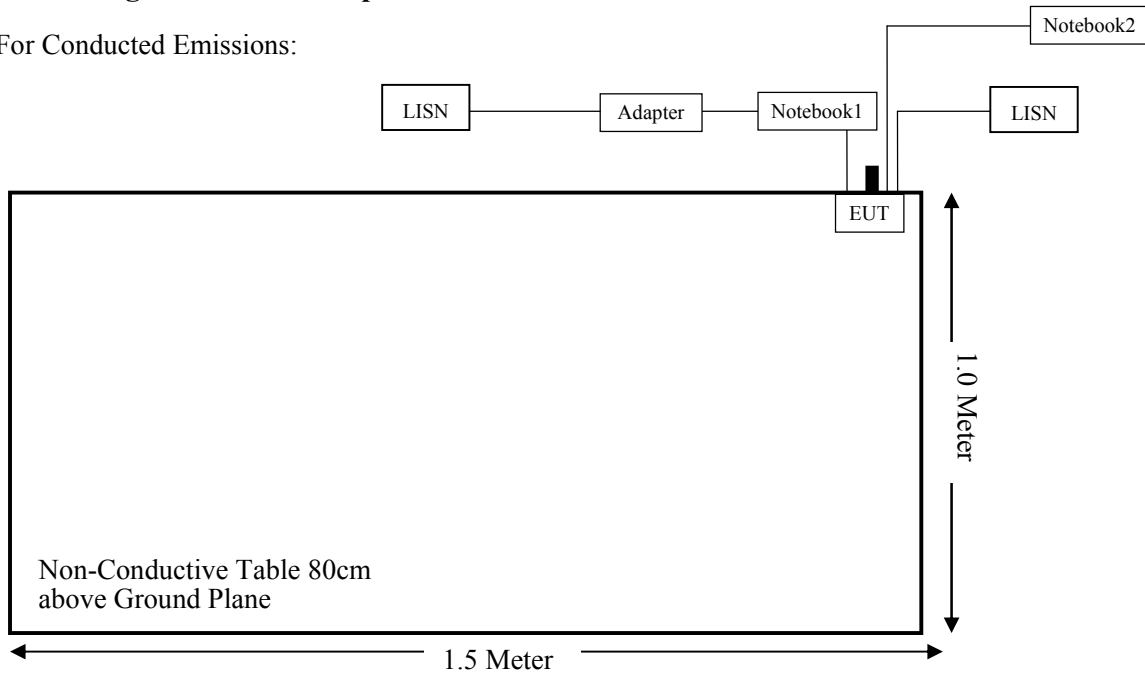 Notebook2
For Conducted Emissions:
LISN
Adapter
Notebook1
LISN
EUT
1.0 Meter
Non-Conductive Table 80cm
above Ground Plane
1.5 Meter